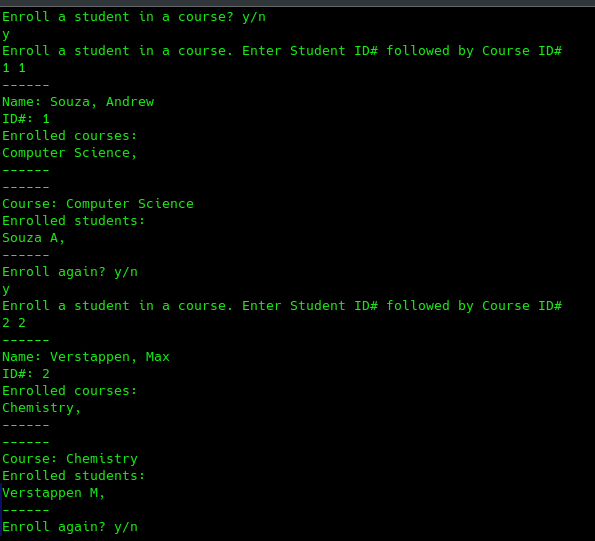 Enroll a student in a course? y/n
y
Enroll a student in a course. Enter Student ID# followed by Course ID#
1 1
------
Name: Souza, Andrew
ID#: 1
Enrolled courses:
Computer Science,
------
------
Course: Computer Science
Enrolled students:
Souza A,
------
Enroll again? y/n
y
Enroll a student in a course. Enter Student ID# followed by Course ID#
2 2
------
Name: Verstappen, Max
ID#: 2
Enrolled courses:
Chemistry,
------
------
Course: Chemistry
Enrolled students:
Verstappen M,
------
Enroll again? y/n